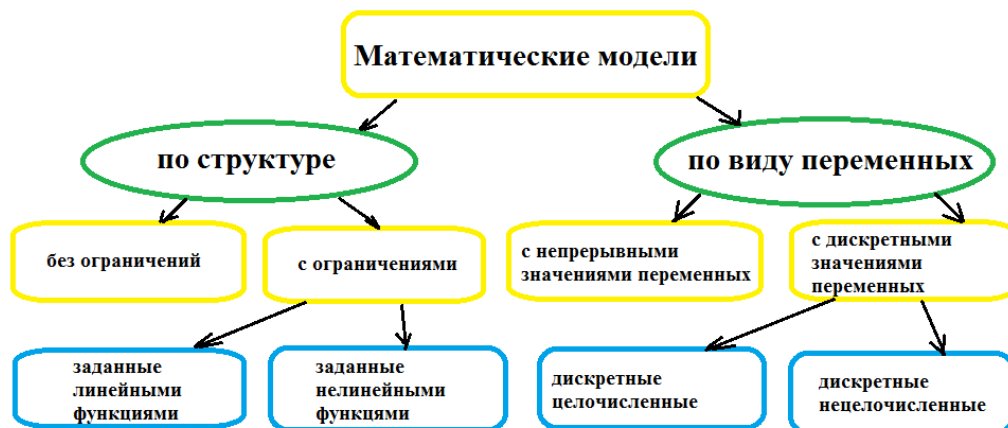 Математические модели
по структуре
по виду переменных
без ограничений
с ограничениями
с непрерывными
значениями переменных
с дискретными
значениями
переменных
заданные
линейными
функциями
заданные
нелинейными
функцями
дискретные
целочисленные
дискретные
нецелочисленные